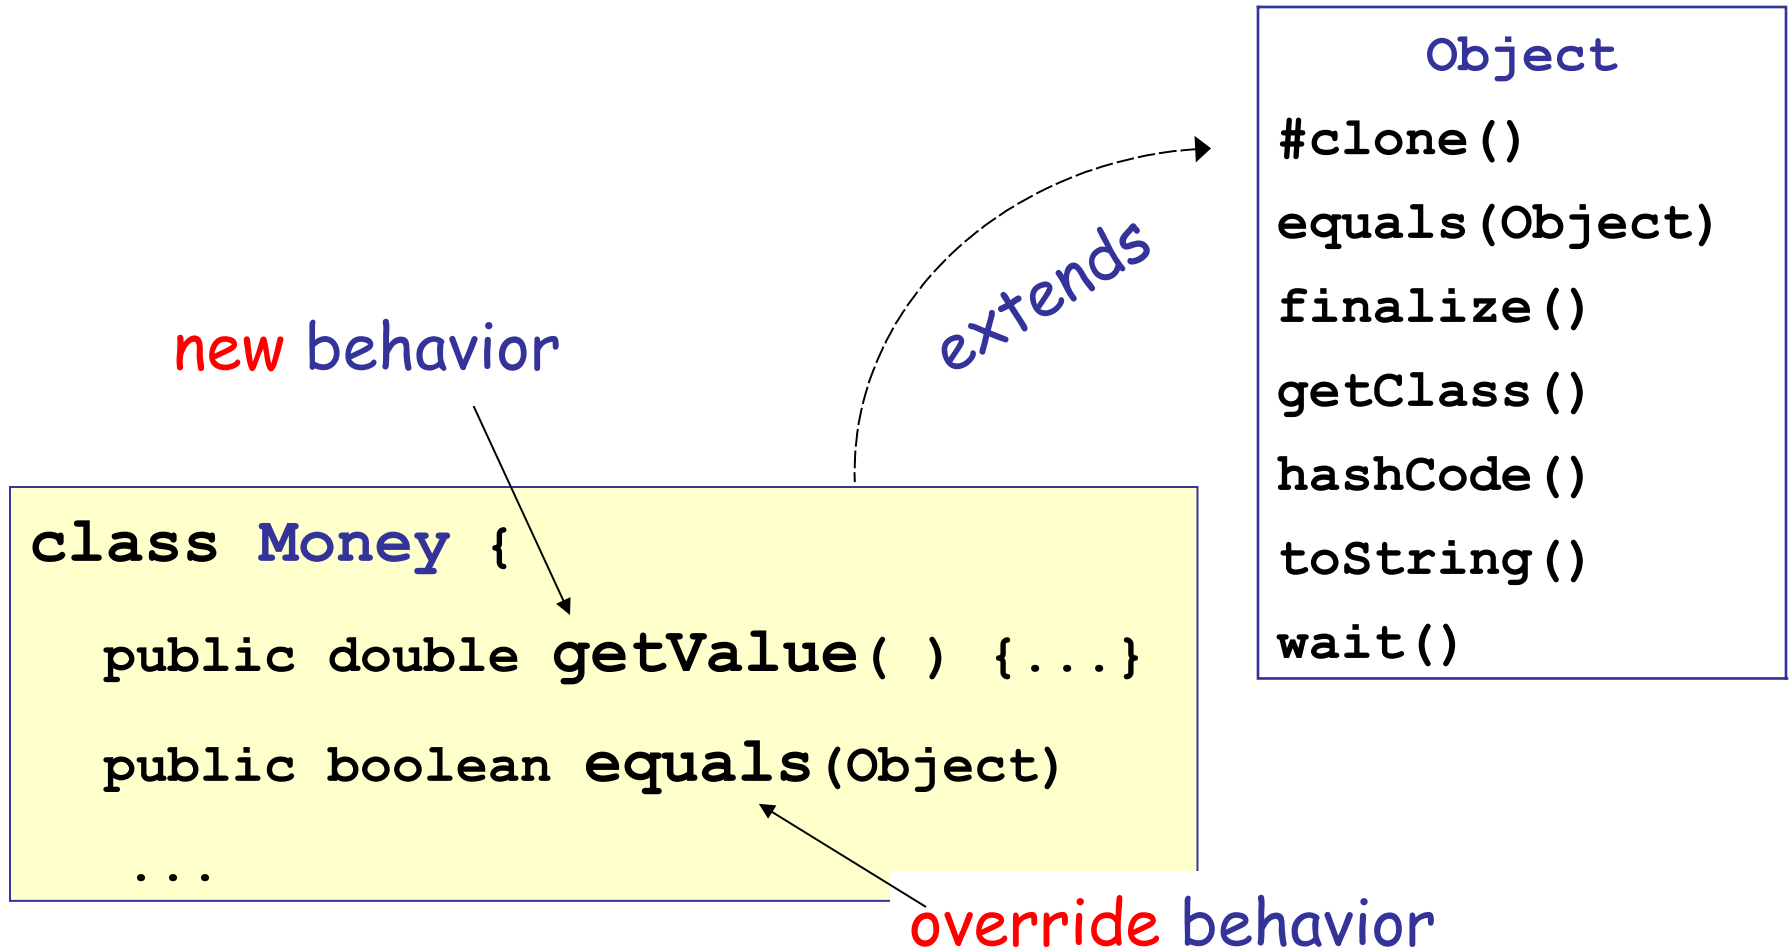 Object
#clone()
equals(Object)
finalize()
getClass()
hashCode()
toString()
wait()
extends
new behavior
class Money {
public double getValue( ) {...}
public boolean equals(Object)
...
override behavior